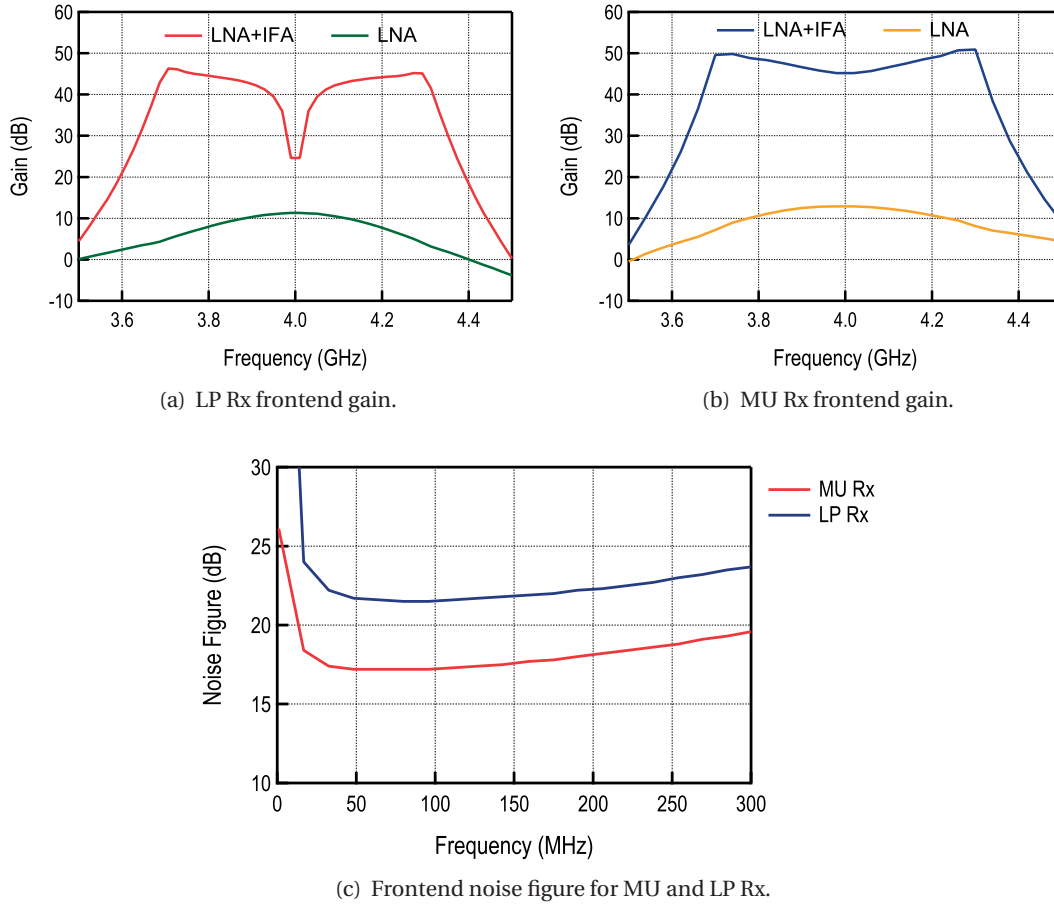 LNA+IFA LNA
60
50
40
30
20
10
0
-10
Gain (dB)
3.6 3.8 4.0 4.2 4.4
Frequency (GHz)
(a) LP Rx frontend gain.
LNA+IFA LNA
60
50
40
30
20
10
0
-10
Gain (dB)
3.6 3.8 4.0 4.2 4.4
Frequency (GHz)
(b) MU Rx frontend gain.
30
25
20
15
10
Noise Figure (dB)
0 50 100 150 200 250 300
Frequency (MHz)
MU Rx
LP Rx
(c) Frontend noise figure for MU and LP Rx.